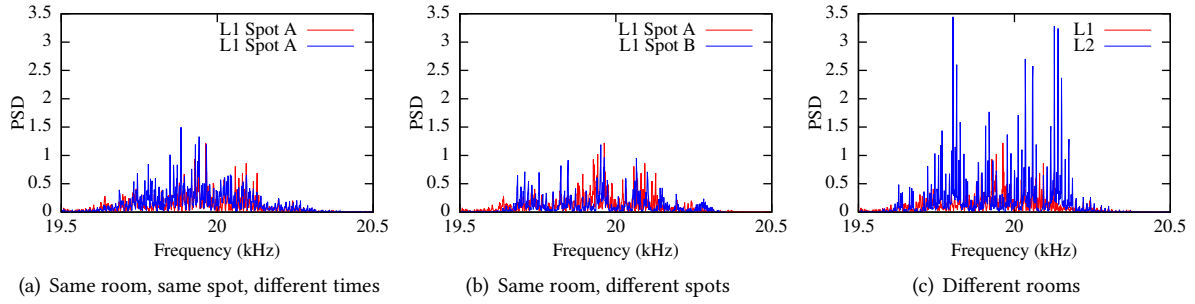 3.5
3
2.5
2
1.5
1
0.5
0
PSD
L1 Spot A
L1 Spot A
19.5 20 20.5
Frequency (kHz)
(a) Same room, same spot, different times
3.5
3
2.5
2
1.5
1
0.5
0
PSD
L1 Spot A
L1 Spot B
19.5 20 20.5
Frequency (kHz)
(b) Same room, different spots
3.5
3
2.5
2
1.5
1
0.5
0
PSD
L1
L2
19.5 20 20.5
Frequency (kHz)
(c) Different rooms